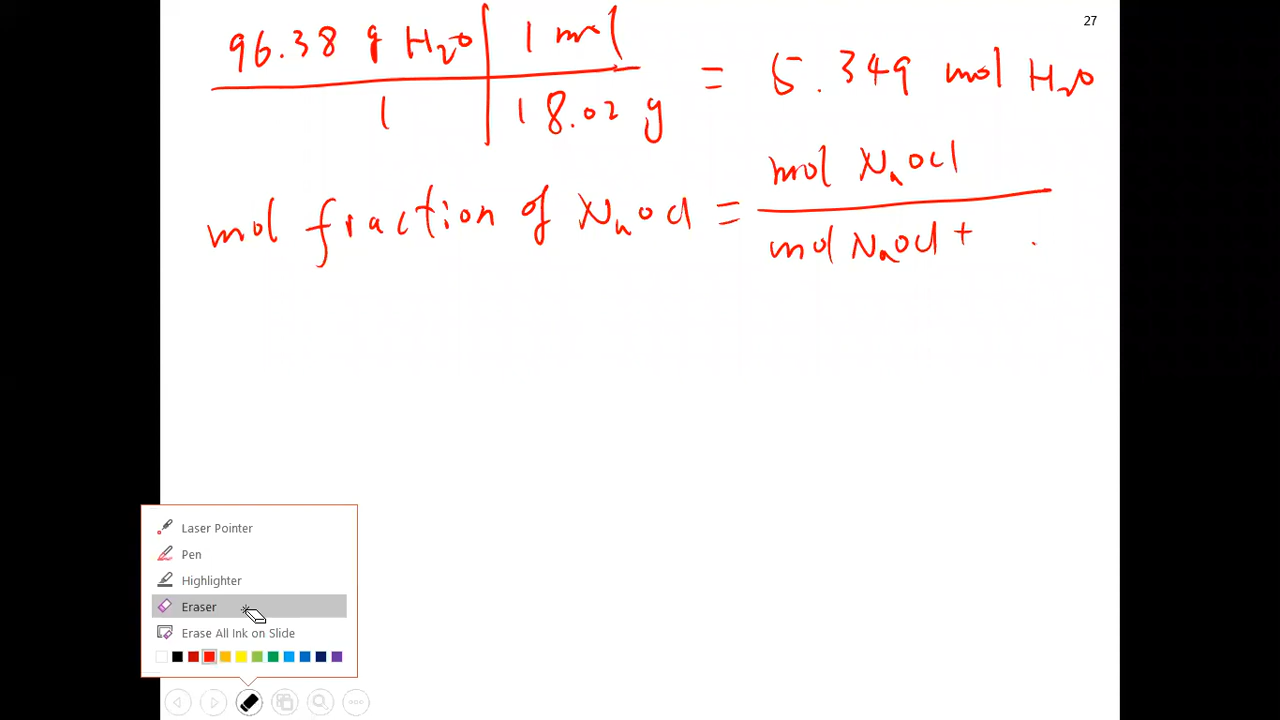 27
96.38 g H₂O | 1 mol
1 | 18.02 g
= 5.349 mol H₂O
mol fraction of NaOCl =
mol NaOCl
mol NaOCl +
Laser Pointer
Pen
Highlighter
Eraser
Erase All Ink on Slide